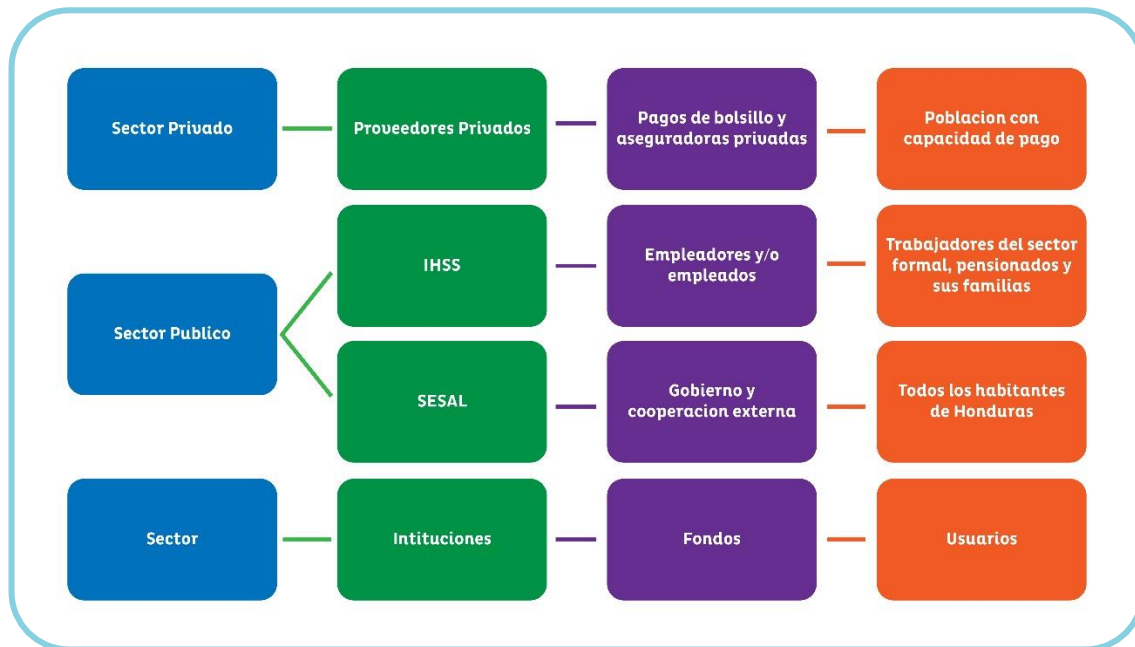 Sector Privado
Proveedores Privados
Pagos de bolsillo y
aseguradoras privadas
Poblacion con
capacidad de pago
Sector Publico
IHSS
Empleadores y/o
empleados
Trabajadores del sector
formal, pensionados y
sus familias
SESAL
Gobierno y
cooperacion externa
Todos los habitantes
de Honduras
Sector
Intituciones
Fondos
Usuarios